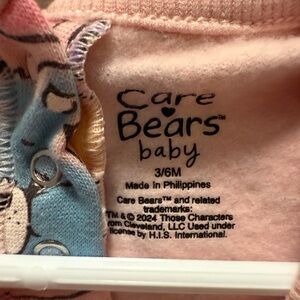 Care
Bears™
baby
3/6M
Made in Philippines
Care Bears™ and related
trademarks:
™ & © 2024 Those Characters
From Cleveland, LLC Used under
license by H.I.S. International.